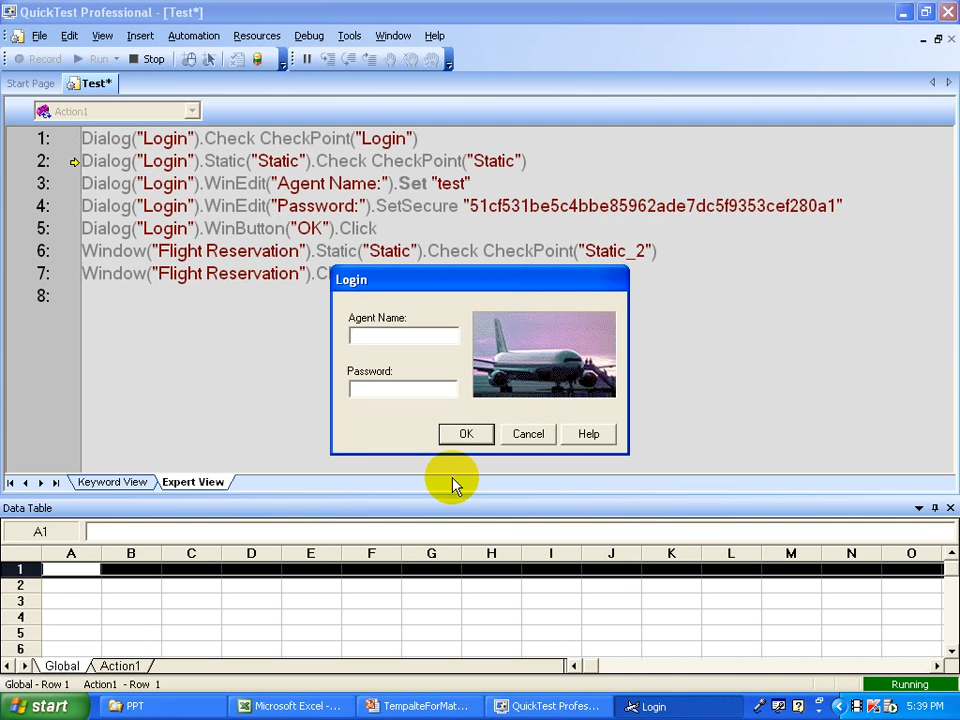 QuickTest Professional - [Test*]
File Edit View Insert Automation Resources Debug Tools Window Help
Record Run Stop
Start Page Test*
Action1
1: Dialog("Login").Check CheckPoint("Login")
2: Dialog("Login").Static("Static").Check CheckPoint("Static")
3: Dialog("Login").WinEdit("Agent Name:").Set "test"
4: Dialog("Login").WinEdit("Password:").SetSecure "51cf531be5c4bbe85962ade7dc5f9353cef280a1"
5: Dialog("Login").WinButton("OK").Click
6: Window("Flight Reservation").Static("Static").Check CheckPoint("Static_2")
7: Window("Flight Reservation").C
8:
Login
Agent Name:
Password:
OK Cancel Help
Keyword View Expert View
Data Table
A1
A B C D E F G H I J K L M N O
1
2
3
4
5
6
Global Action1
Global - Row 1 Action1 - Row 1 Running
start PPT Microsoft Excel -... TempalteForMat... QuickTest Profes... Login 5:39 PM